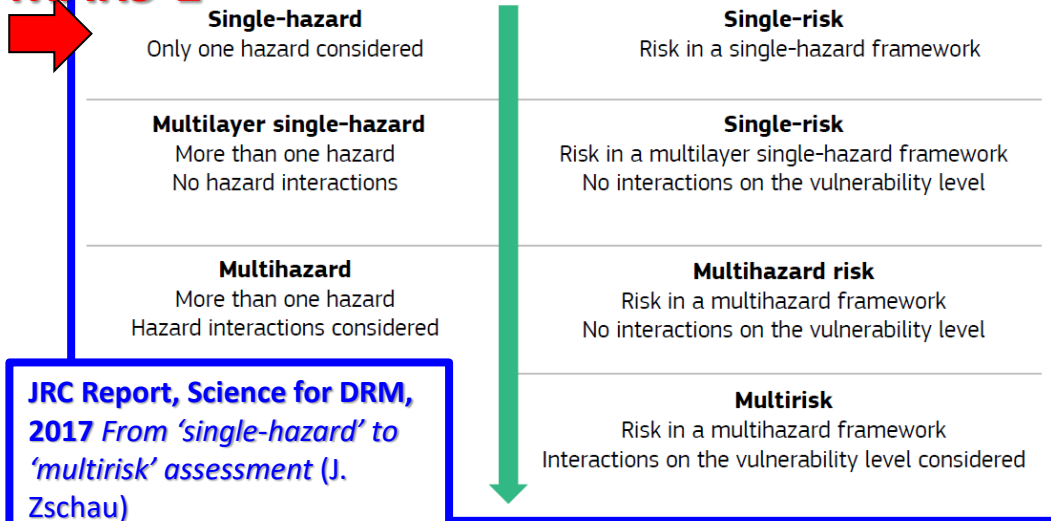 Single-hazard
Only one hazard considered
Single-risk
Risk in a single-hazard framework
Multilayer single-hazard
More than one hazard
No hazard interactions
Single-risk
Risk in a multilayer single-hazard framework
No interactions on the vulnerability level
Multihazard
More than one hazard
Hazard interactions considered
Multihazard risk
Risk in a multihazard framework
No interactions on the vulnerability level
Multirisk
Risk in a multihazard framework
Interactions on the vulnerability level considered
JRC Report, Science for DRM,
2017 From ‘single-hazard’ to
‘multirisk’ assessment (J.
Zschau)